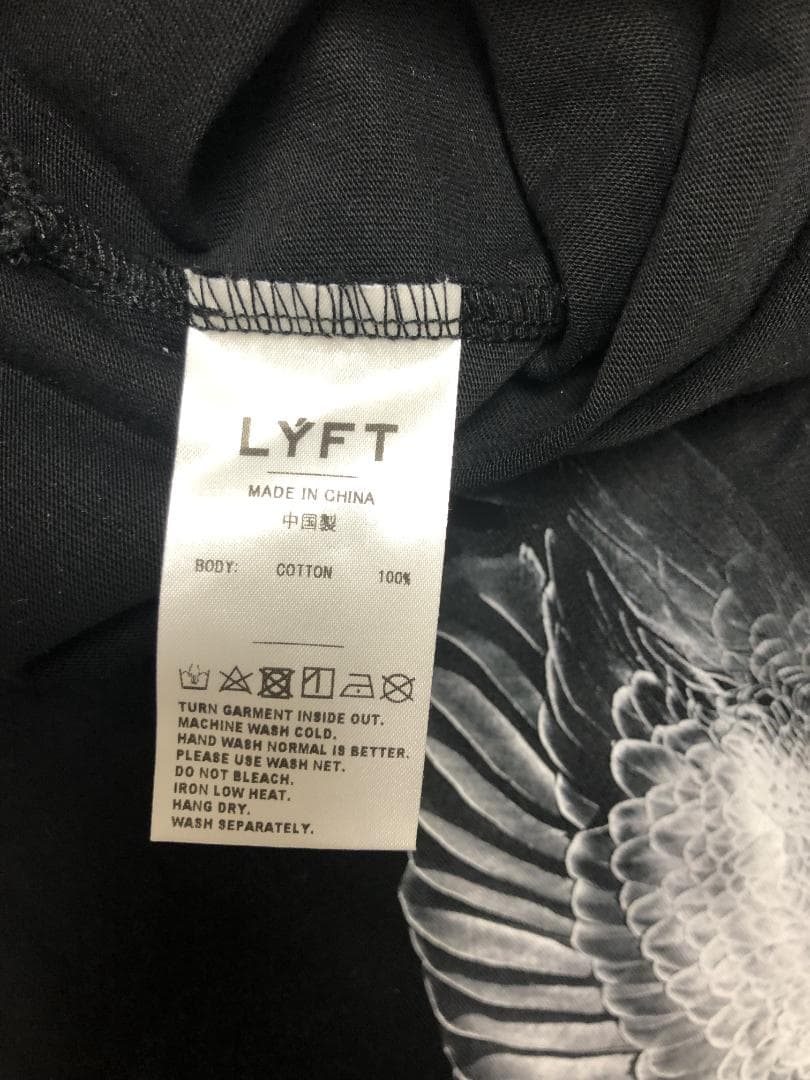 LÝFT
MADE IN CHINA
中国製
BODY: COTTON 100%
TURN GARMENT INSIDE OUT.
MACHINE WASH COLD.
HAND WASH NORMAL IS BETTER.
PLEASE USE WASH NET.
DO NOT BLEACH.
IRON LOW HEAT.
HANG DRY.
WASH SEPARATELY.